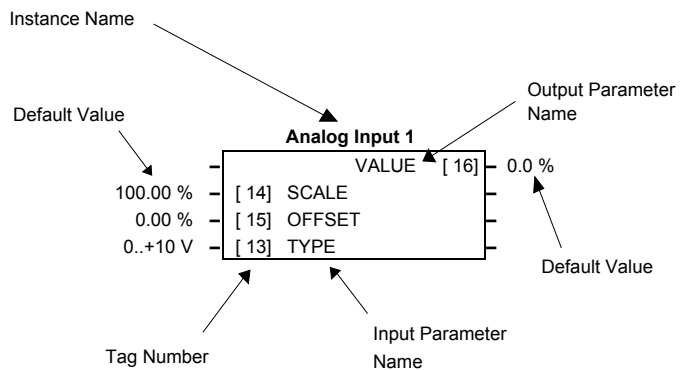 Instance Name
Output Parameter
Name
Default Value
Analog Input 1
VALUE [ 16] 0.0 %
100.00 % [ 14] SCALE
0.00 % [ 15] OFFSET
0..+10 V [ 13] TYPE
Default Value
Input Parameter
Name
Tag Number